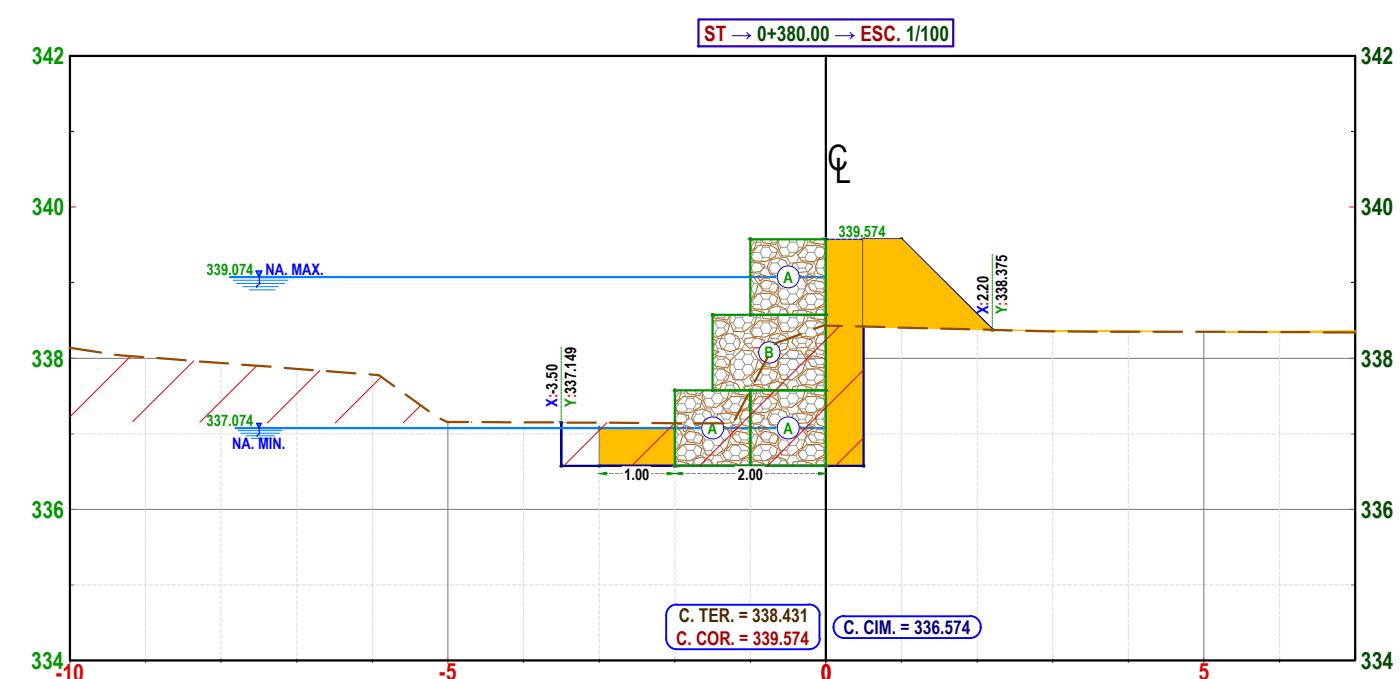 ST → 0+380.00 → ESC. 1/100
342
342
℄
340
340
339.574
339.074
NA. MAX.
A
X:2.20
Y:338.375
B
338
338
X:-3.50
Y:337.149
337.074
NA. MIN.
A
A
1.00
2.00
336
336
C. TER. = 338.431
C. COR. = 339.574
C. CIM. = 336.574
334
334
-10
-5
0
5